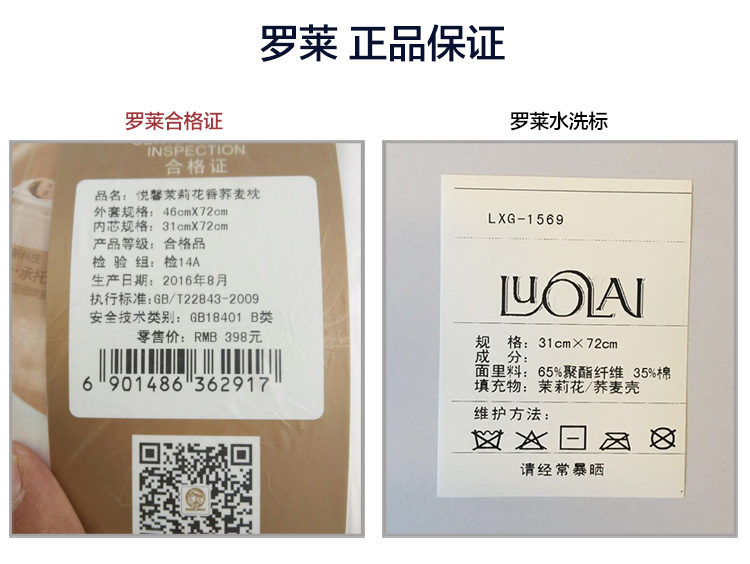 罗莱 正品保证
罗莱合格证
罗莱水洗标
INSPECTION
合格证
品名: 悦馨茉莉花香荞麦枕
外套规格: 46cmX72cm
内芯规格: 31cmX72cm
产品等级: 合格品
检 验 组: 检14A
生产日期: 2016年8月
执行标准:GB/T22843-2009
安全技术类别: GB18401 B类
零售价: RMB 398元
6 901486 362917
LXG-1569
LUOLAI
规 格: 31cm×72cm
成 分:
面里料: 65%聚酯纤维 35%棉
填充物: 茉莉花/荞麦壳
维护方法:
请经常暴晒